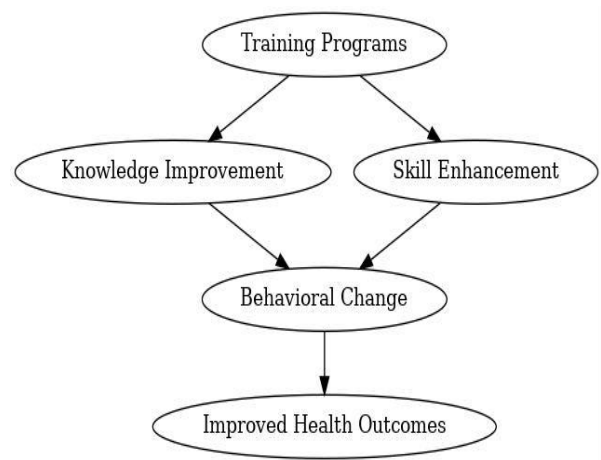 Training Programs
Knowledge Improvement
Skill Enhancement
Behavioral Change
Improved Health Outcomes